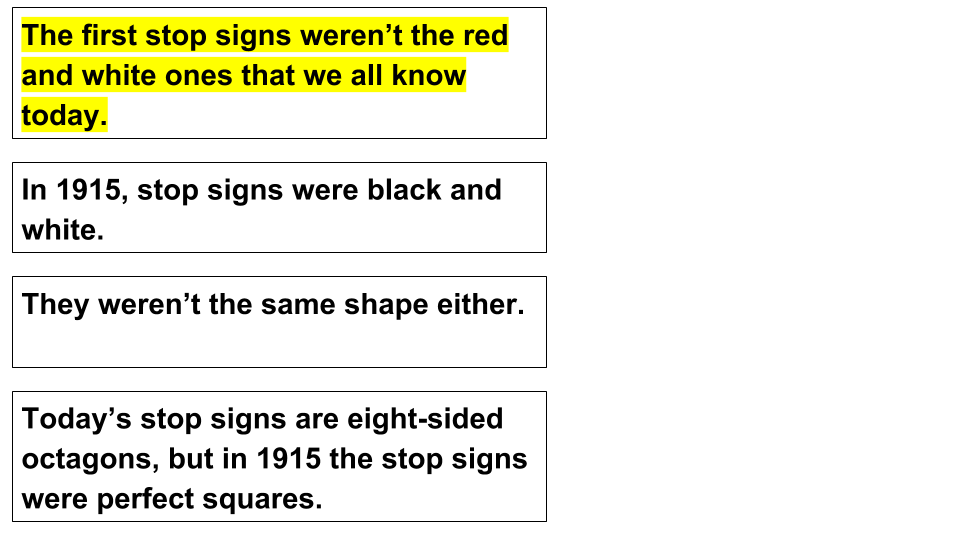 The first stop signs weren’t the red
and white ones that we all know
today.
In 1915, stop signs were black and
white.
They weren’t the same shape either.
Today’s stop signs are eight-sided
octagons, but in 1915 the stop signs
were perfect squares.